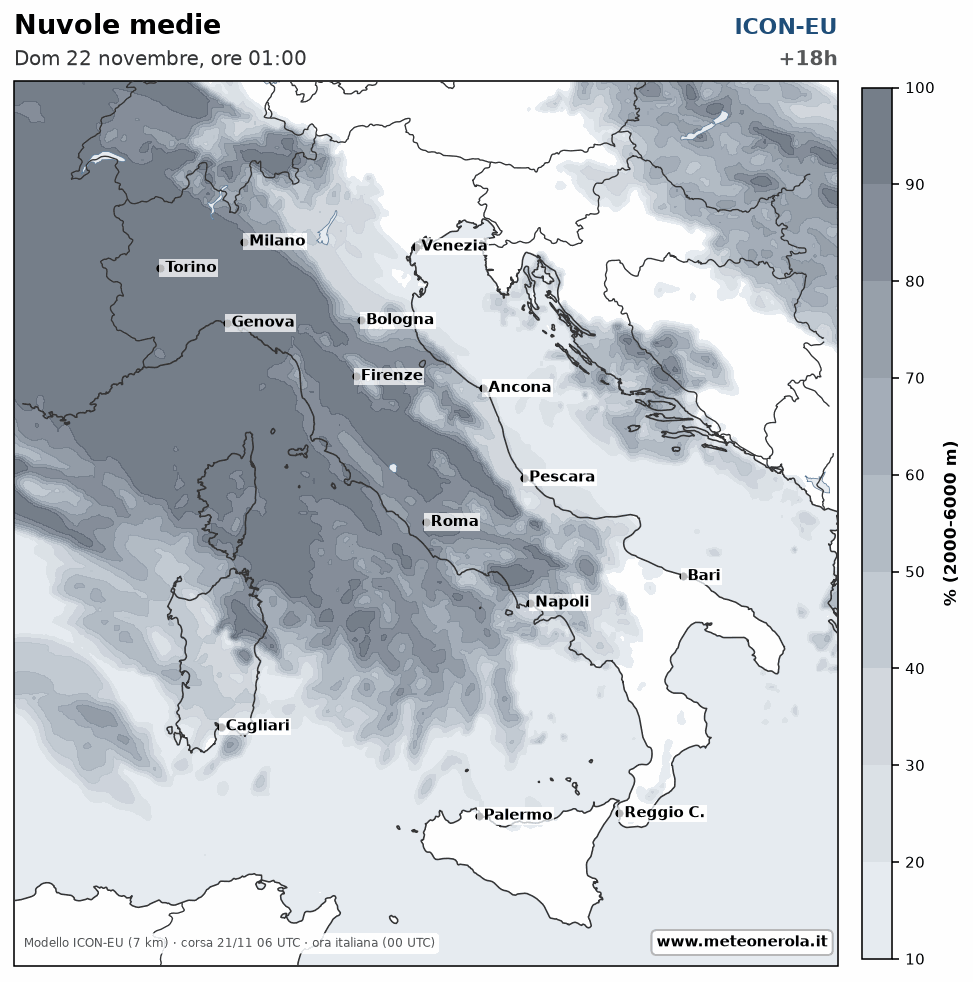 Nuvole medie
ICON-EU
Dom 22 novembre, ore 01:00
+18h
100
90
80
70
60
50
40
30
20
10
% (2000-6000 m)
Milano
Venezia
Torino
Genova
Bologna
Firenze
Ancona
Pescara
Roma
Bari
Napoli
Cagliari
Palermo
Reggio C.
Modello ICON-EU (7 km) · corsa 21/11 06 UTC · ora italiana (00 UTC)
www.meteonerola.it